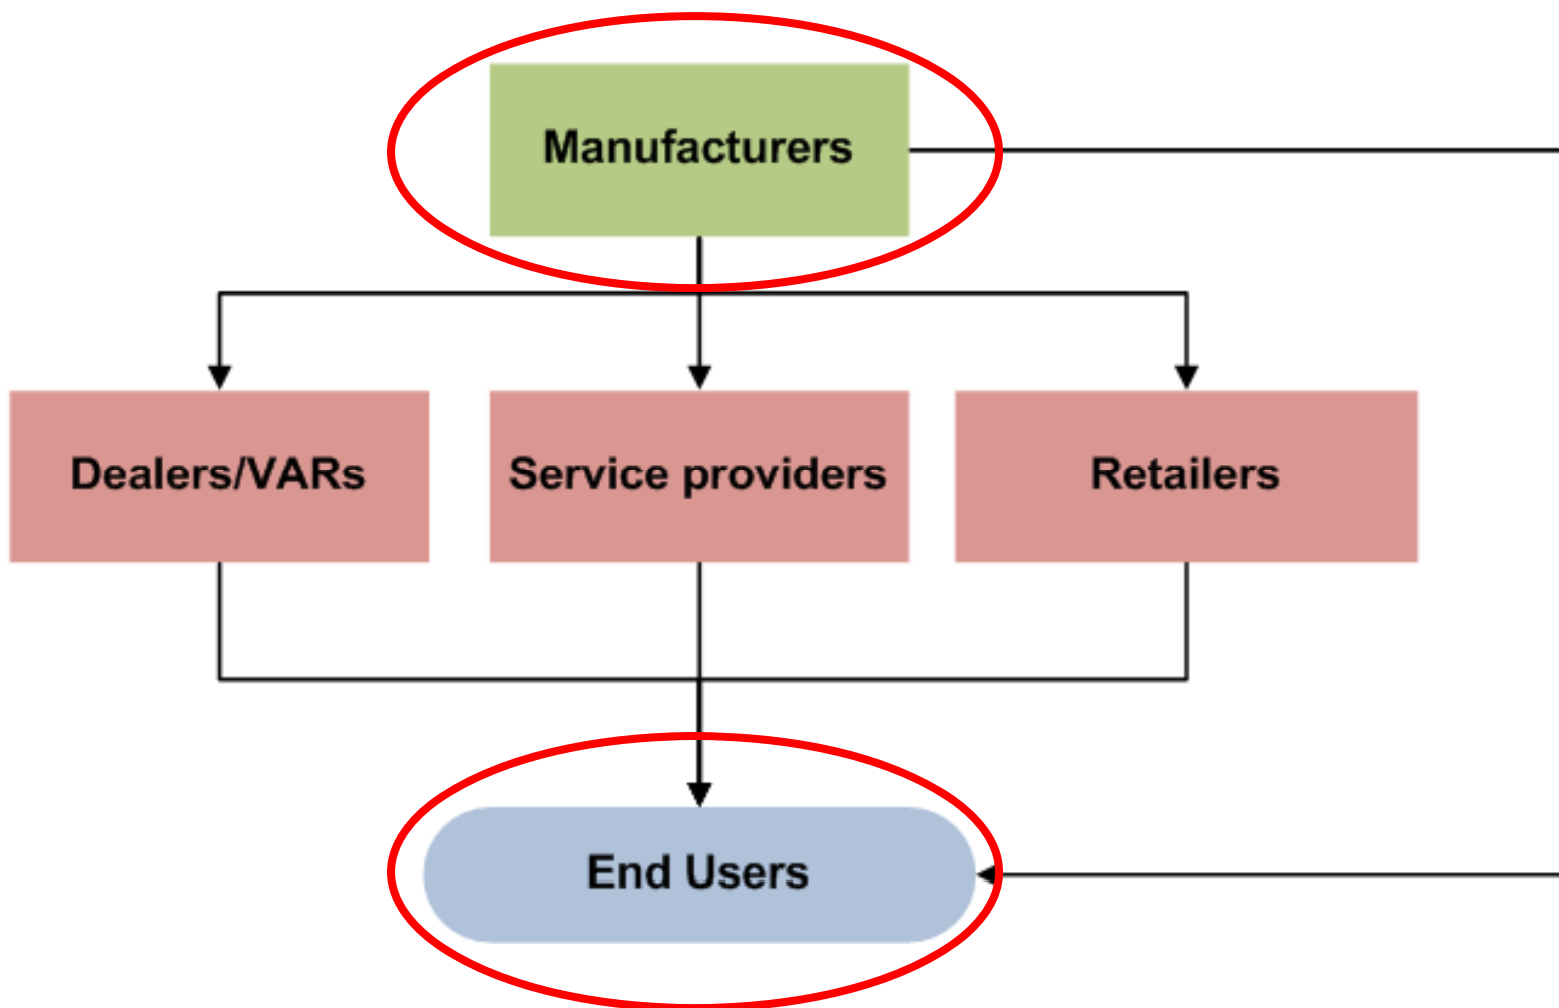 Manufacturers
Dealers/VARs
Service providers
Retailers
End Users